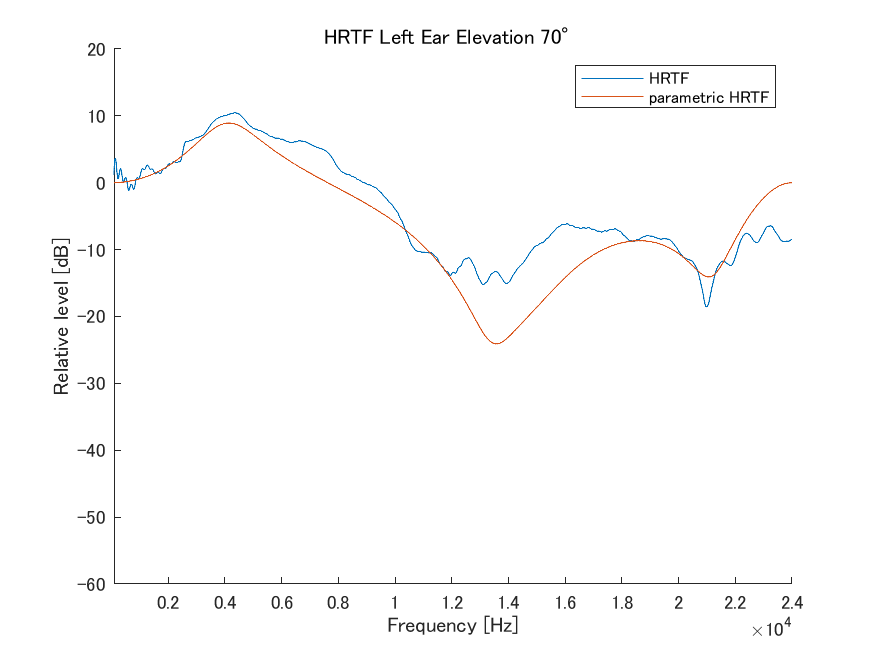 HRTF Left Ear Elevation 70°
HRTF
parametric HRTF
Relative level [dB]
20
10
0
-10
-20
-30
-40
-50
-60
0.2 0.4 0.6 0.8 1 1.2 1.4 1.6 1.8 2 2.2 2.4
Frequency [Hz]
×10⁴